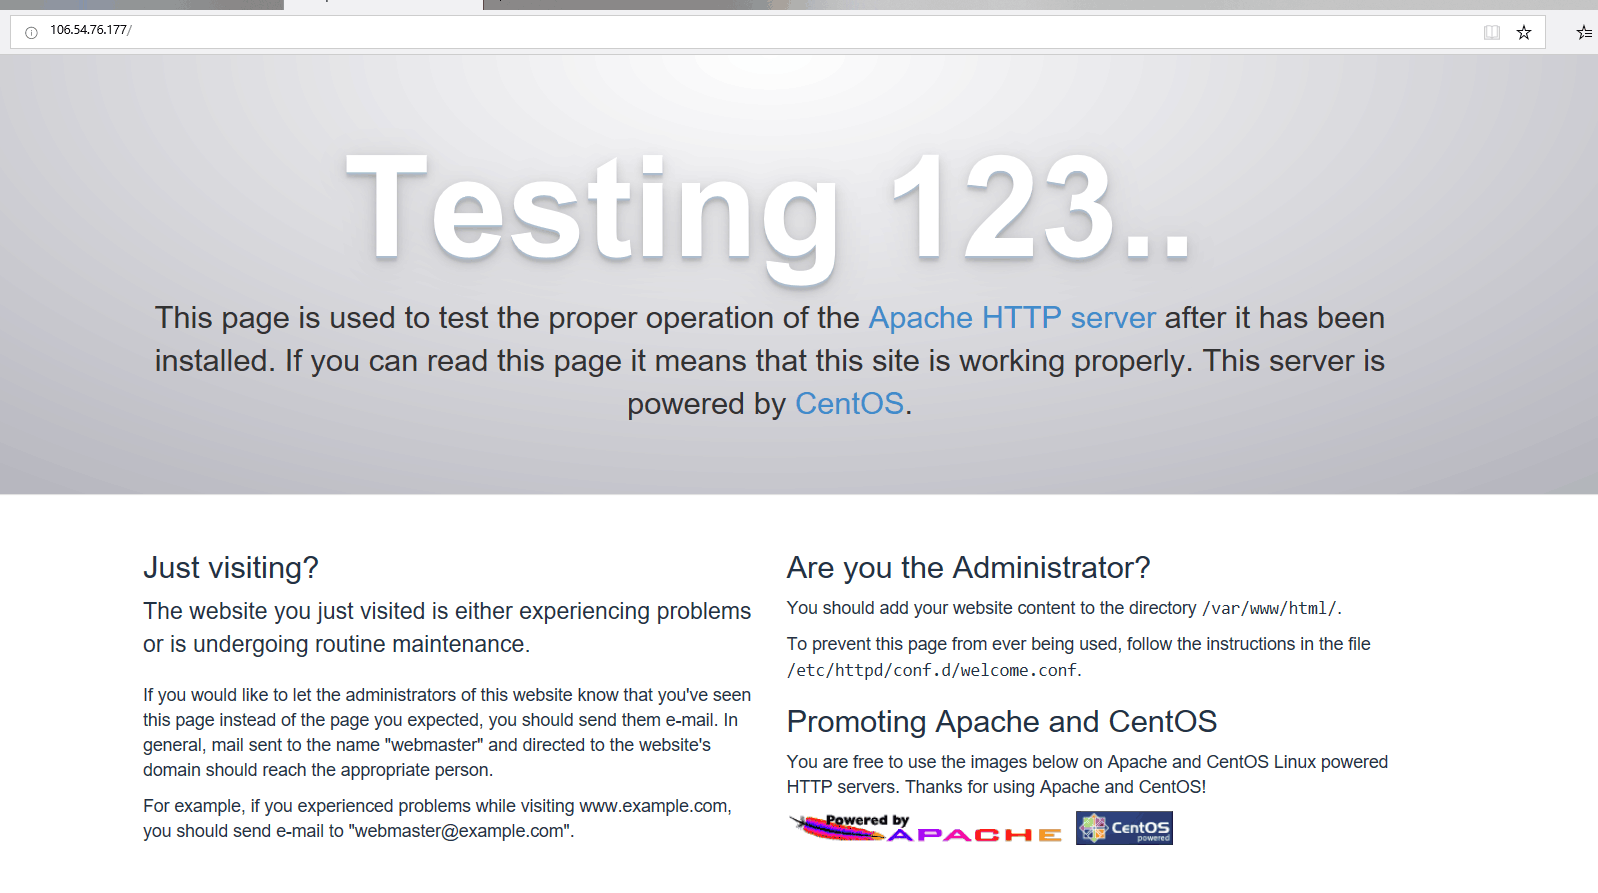 106.54.76.177/
Testing 123..
This page is used to test the proper operation of the Apache HTTP server after it has been
installed. If you can read this page it means that this site is working properly. This server is
powered by CentOS.
Just visiting?
The website you just visited is either experiencing problems
or is undergoing routine maintenance.
If you would like to let the administrators of this website know that you've seen
this page instead of the page you expected, you should send them e-mail. In
general, mail sent to the name "webmaster" and directed to the website's
domain should reach the appropriate person.
For example, if you experienced problems while visiting www.example.com,
you should send e-mail to "webmaster@example.com".
Are you the Administrator?
You should add your website content to the directory /var/www/html/.
To prevent this page from ever being used, follow the instructions in the file
/etc/httpd/conf.d/welcome.conf.
Promoting Apache and CentOS
You are free to use the images below on Apache and CentOS Linux powered
HTTP servers. Thanks for using Apache and CentOS!
Powered by
APACHE
CentOS
powered